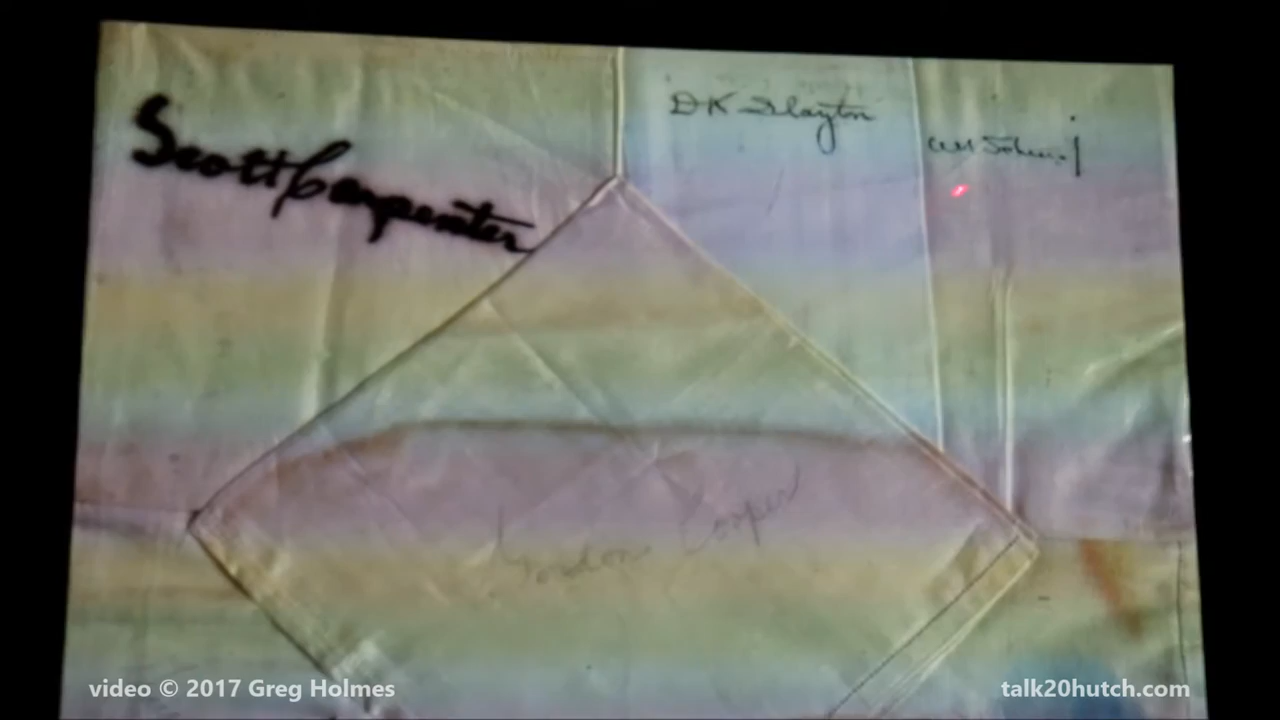 Scott Carpenter
D K Slayton
Gordon Cooper
video © 2017 Greg Holmes
talk20hutch.com